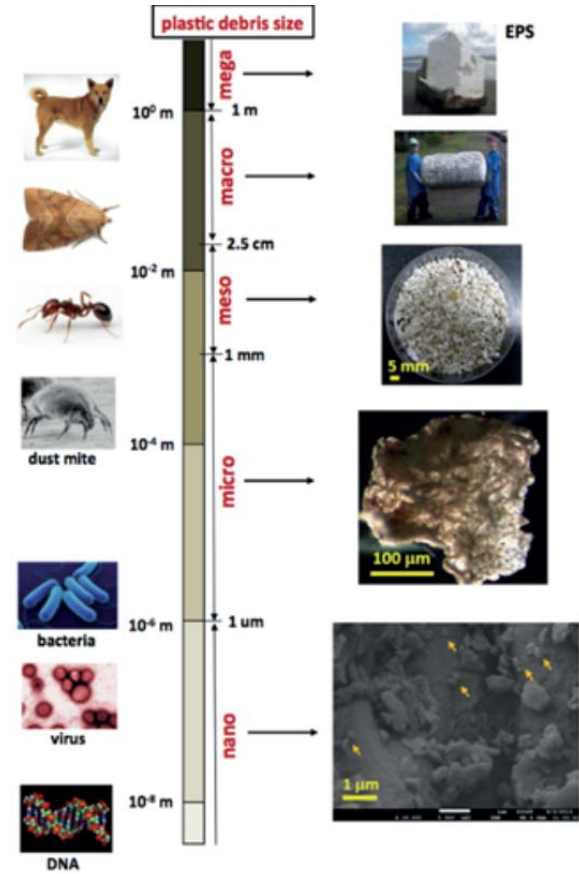 plastic debris size
EPS
mega
10⁰ m
1 m
macro
2.5 cm
10⁻² m
meso
1 mm
5 mm
dust mite
10⁻⁴ m
micro
100 μm
bacteria
10⁻⁶ m
1 um
virus
nano
1 μm
10⁻⁸ m
DNA